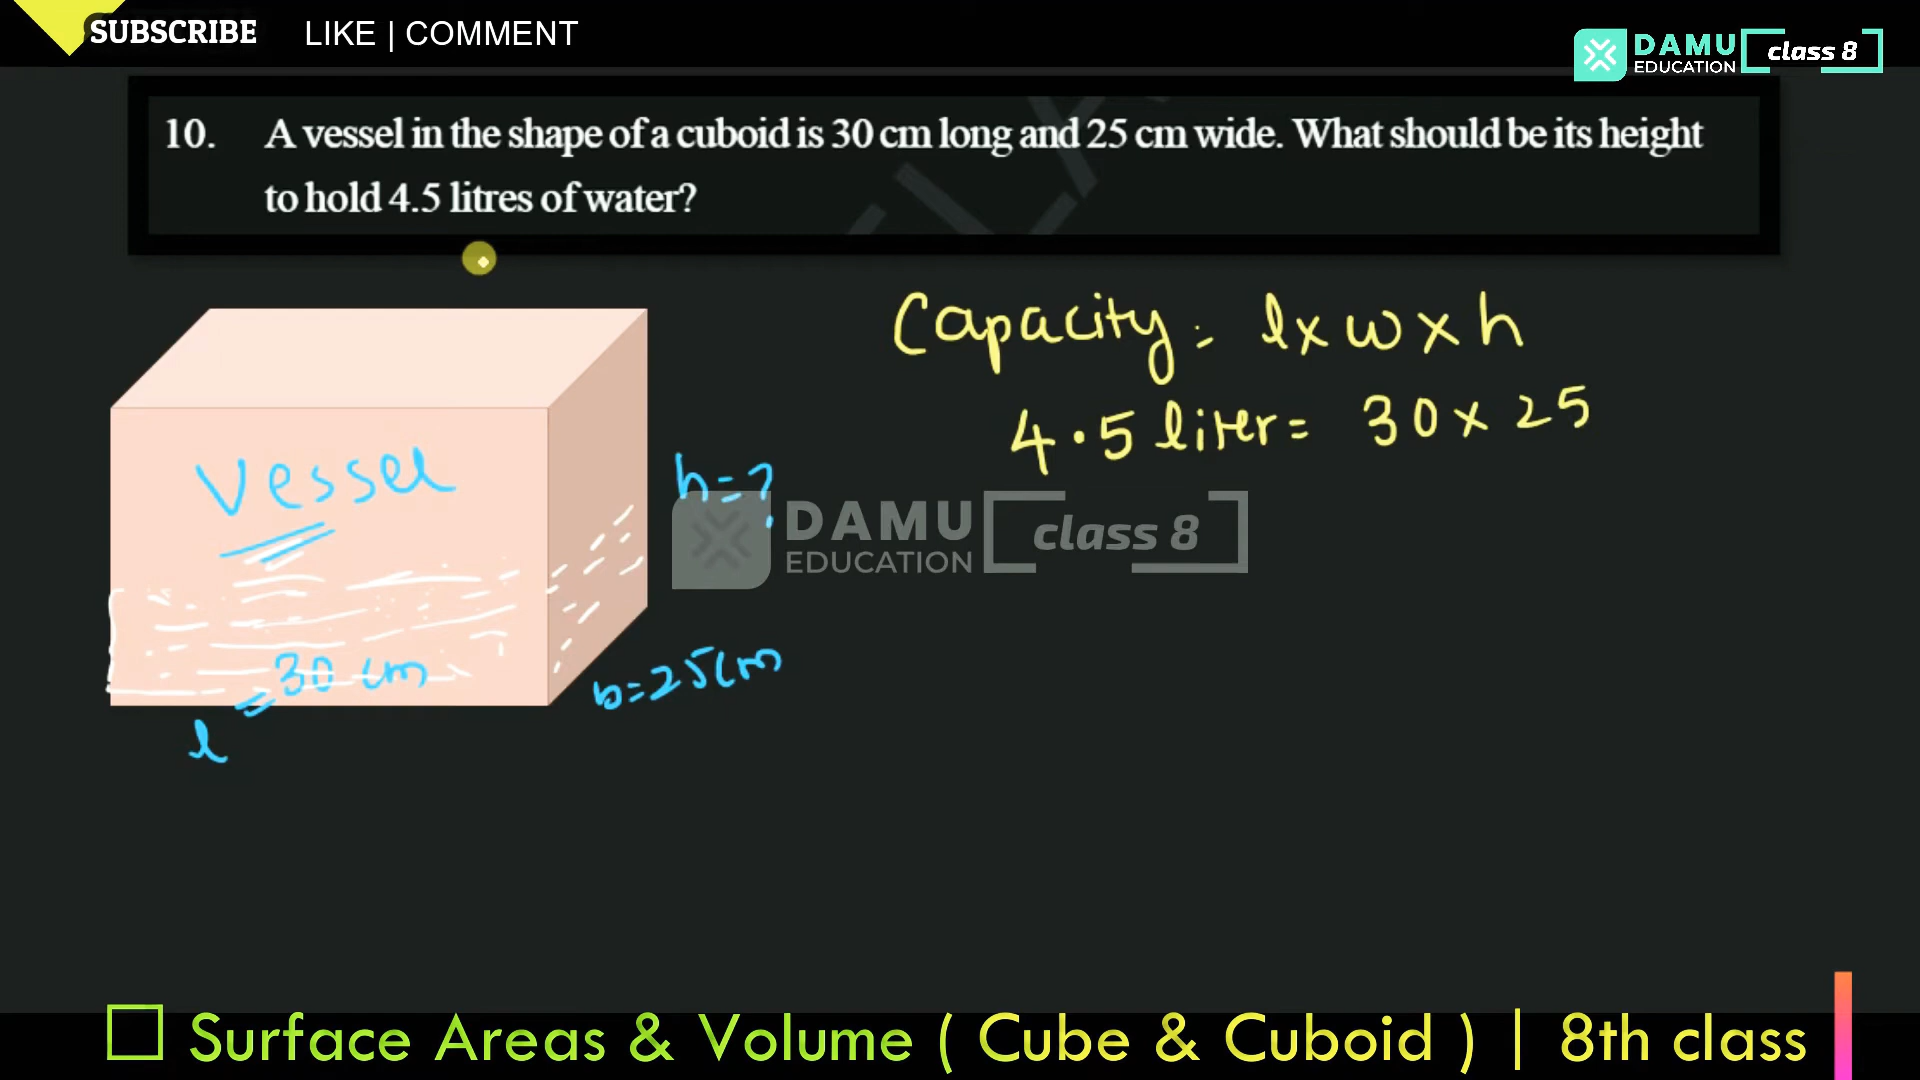 SUBSCRIBE LIKE | COMMENT
DAMU EDUCATION class 8
10. A vessel in the shape of a cuboid is 30 cm long and 25 cm wide. What should be its height
to hold 4.5 litres of water?
Capacity = l x w x h
4.5 liter = 30 x 25
Vessel
h = ?
DAMU EDUCATION class 8
l = 30 cm
b = 25cm
Surface Areas & Volume ( Cube & Cuboid ) | 8th class